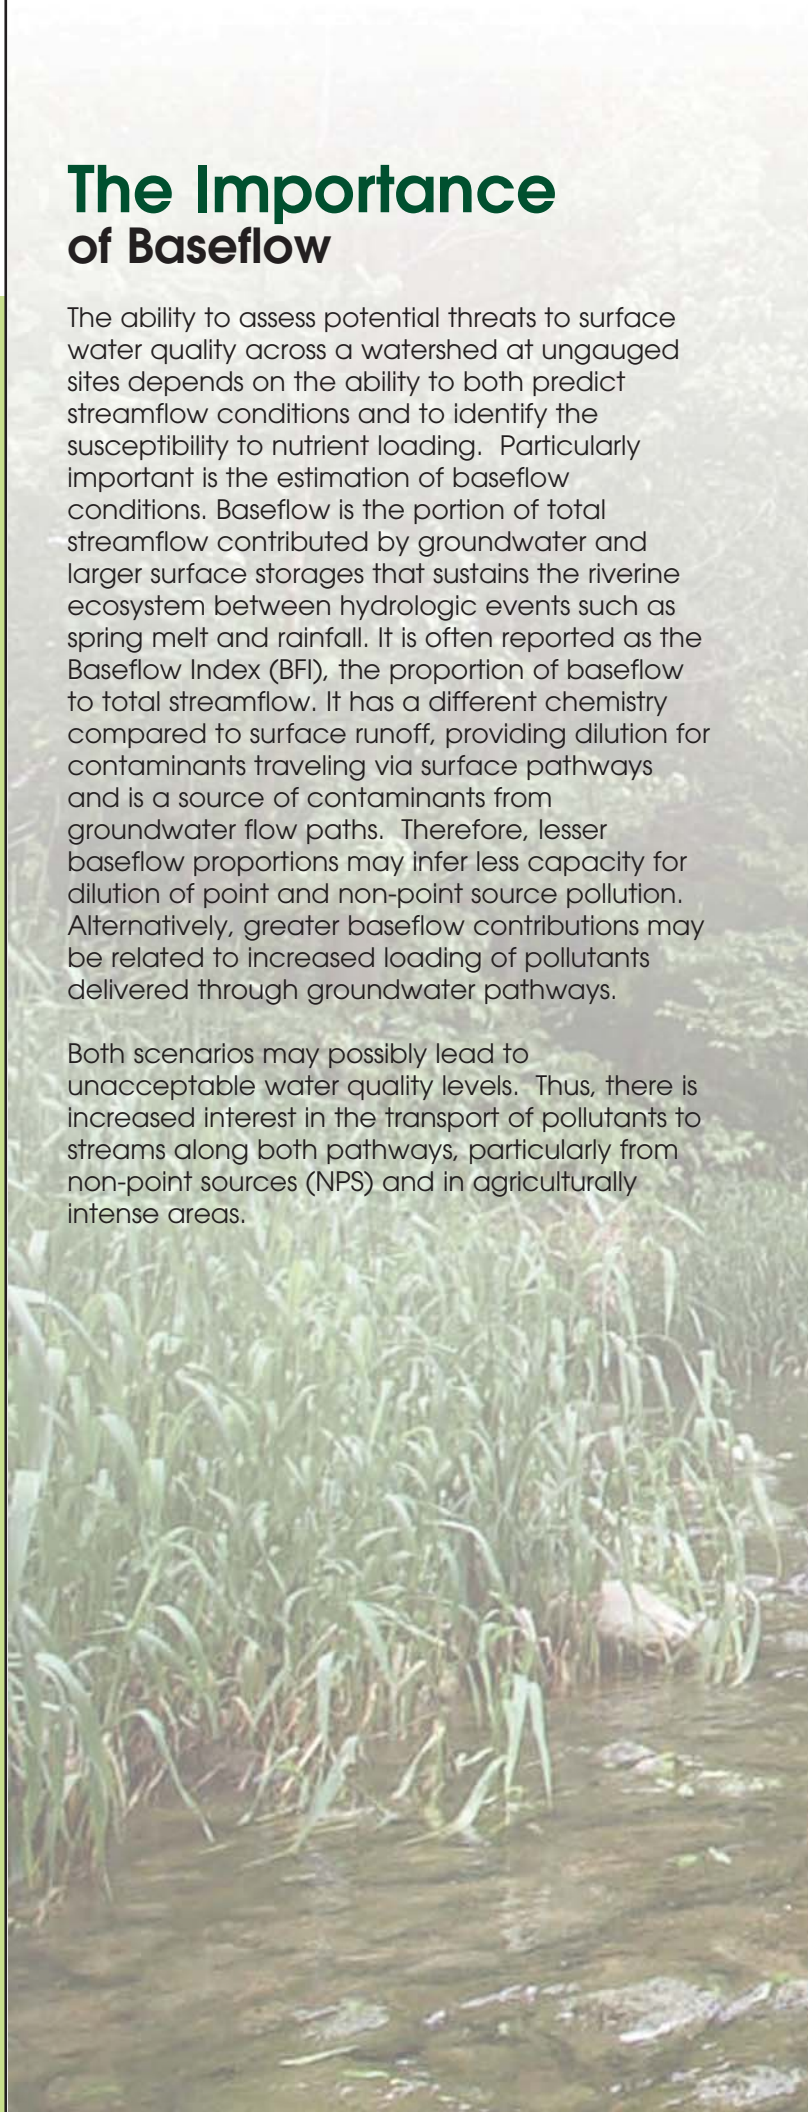 The Importance
of Baseflow
The ability to assess potential threats to surface
water quality across a watershed at ungauged
sites depends on the ability to both predict
streamflow conditions and to identify the
susceptibility to nutrient loading.  Particularly
important is the estimation of baseflow
conditions. Baseflow is the portion of total
streamflow contributed by groundwater and
larger surface storages that sustains the riverine
ecosystem between hydrologic events such as
spring melt and rainfall. It is often reported as the
Baseflow Index (BFI), the proportion of baseflow
to total streamflow. It has a different chemistry
compared to surface runoff, providing dilution for
contaminants traveling via surface pathways
and is a source of contaminants from
groundwater flow paths.  Therefore, lesser
baseflow proportions may infer less capacity for
dilution of point and non-point source pollution.
Alternatively, greater baseflow contributions may
be related to increased loading of pollutants
delivered through groundwater pathways.
Both scenarios may possibly lead to
unacceptable water quality levels.  Thus, there is
increased interest in the transport of pollutants to
streams along both pathways, particularly from
non-point sources (NPS) and in agriculturally
intense areas.